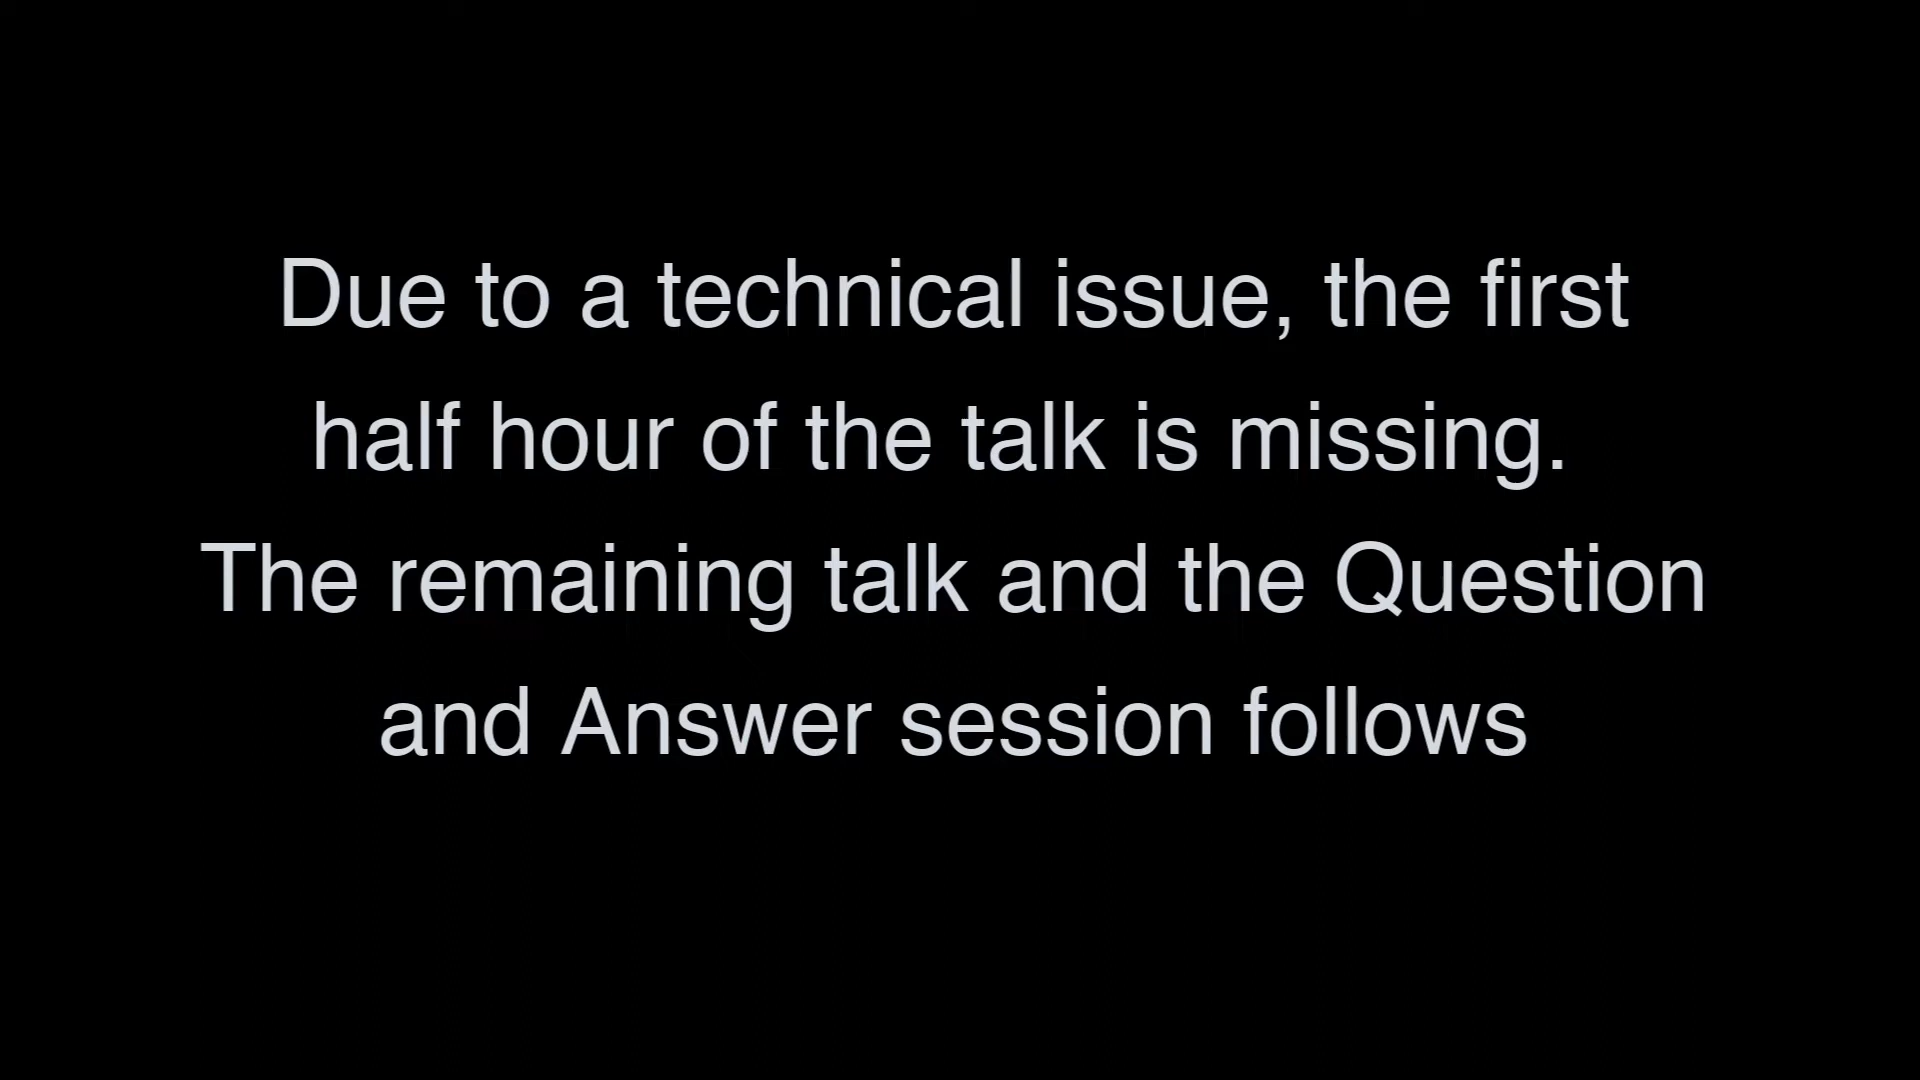 Due to a technical issue, the first
half hour of the talk is missing.
The remaining talk and the Question
and Answer session follows